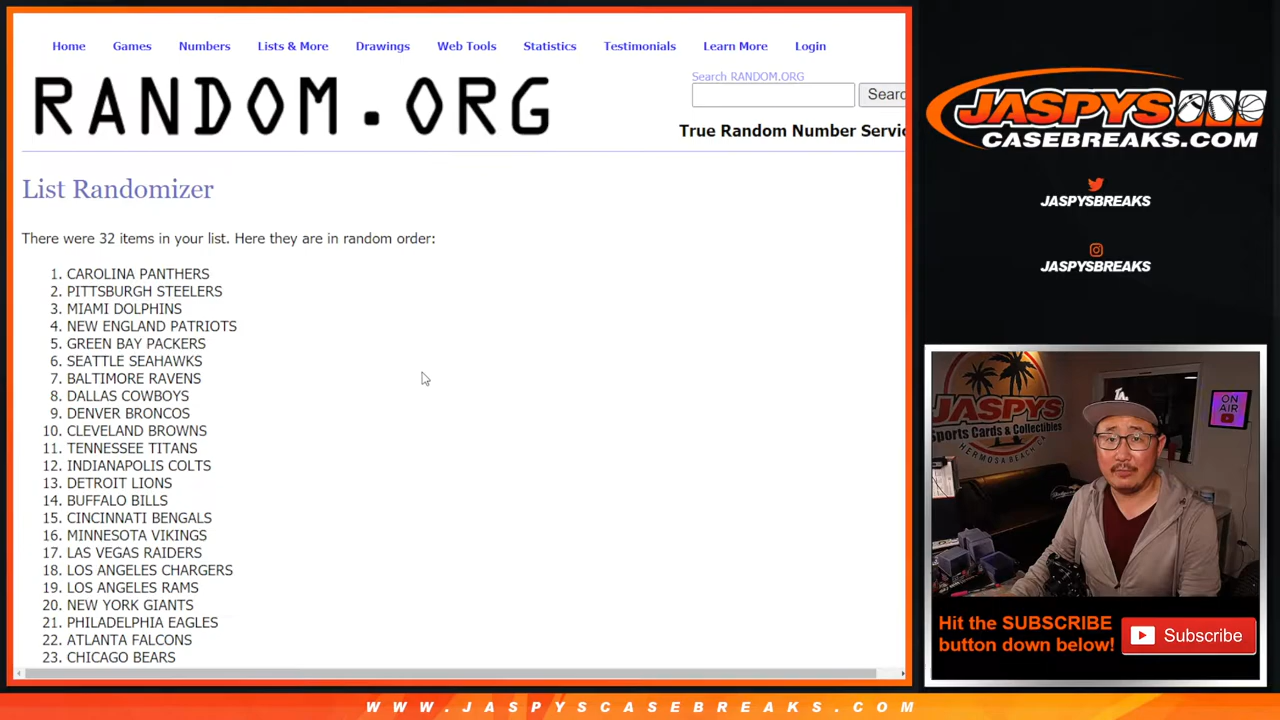 Home Games Numbers Lists & More Drawings Web Tools Statistics Testimonials Learn More Login
RANDOM.ORG
Search RANDOM.ORG
Searc
True Random Number Servic
List Randomizer
There were 32 items in your list. Here they are in random order:
1. CAROLINA PANTHERS
2. PITTSBURGH STEELERS
3. MIAMI DOLPHINS
4. NEW ENGLAND PATRIOTS
5. GREEN BAY PACKERS
6. SEATTLE SEAHAWKS
7. BALTIMORE RAVENS
8. DALLAS COWBOYS
9. DENVER BRONCOS
10. CLEVELAND BROWNS
11. TENNESSEE TITANS
12. INDIANAPOLIS COLTS
13. DETROIT LIONS
14. BUFFALO BILLS
15. CINCINNATI BENGALS
16. MINNESOTA VIKINGS
17. LAS VEGAS RAIDERS
18. LOS ANGELES CHARGERS
19. LOS ANGELES RAMS
20. NEW YORK GIANTS
21. PHILADELPHIA EAGLES
22. ATLANTA FALCONS
23. CHICAGO BEARS
JASPYS
CASEBREAKS.COM
JASPYSBREAKS
JASPYSBREAKS
JASPYS
Sports Cards & Collectibles
HERMOSA BEACH, CA
ON
AIR
LA
Hit the SUBSCRIBE
button down below!
Subscribe
WWW.JASPYSCASEBREAKS.COM